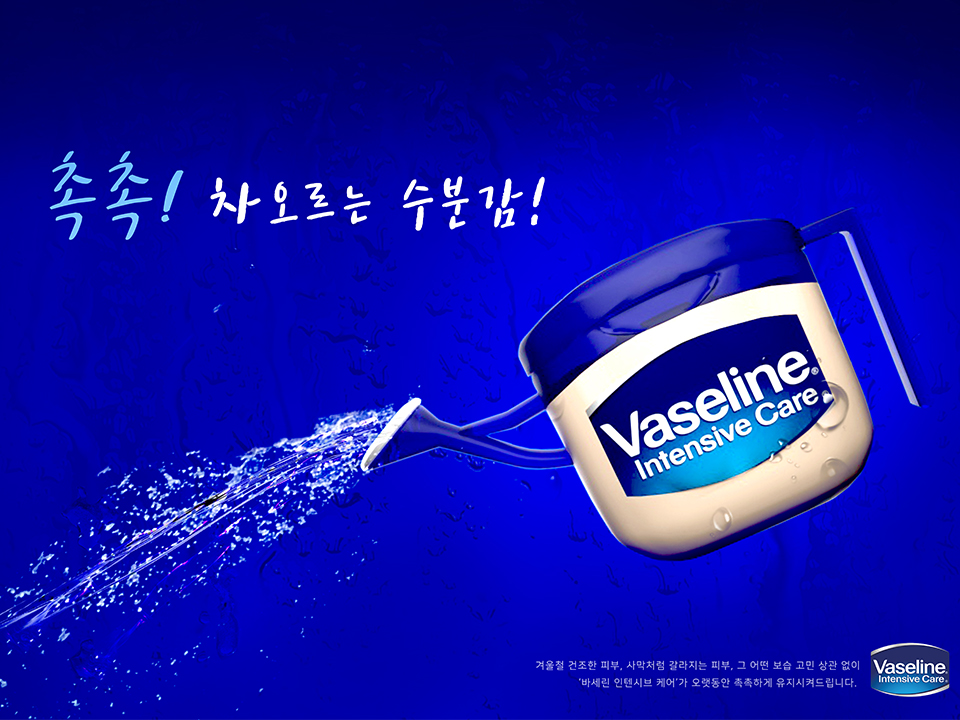 촉촉! 차오르는 수분감!
Vaseline®
Intensive Care
겨울철 건조한 피부, 사막처럼 갈라지는 피부, 그 어떤 보습 고민 상관 없이
'바세린 인텐시브 케어'가 오랫동안 촉촉하게 유지시켜드립니다.
Vaseline
Intensive Care